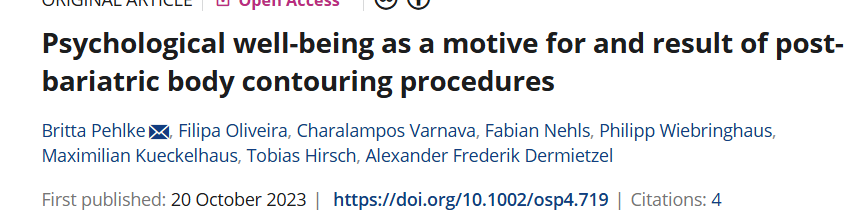 ORIGINAL ARTICLE | Open Access
Psychological well-being as a motive for and result of post-
bariatric body contouring procedures
Britta Pehlke, Filipa Oliveira, Charalampos Varnava, Fabian Nehls, Philipp Wiebringhaus,
Maximilian Kueckelhaus, Tobias Hirsch, Alexander Frederik Dermietzel
First published: 20 October 2023 | https://doi.org/10.1002/osp4.719 | Citations: 4